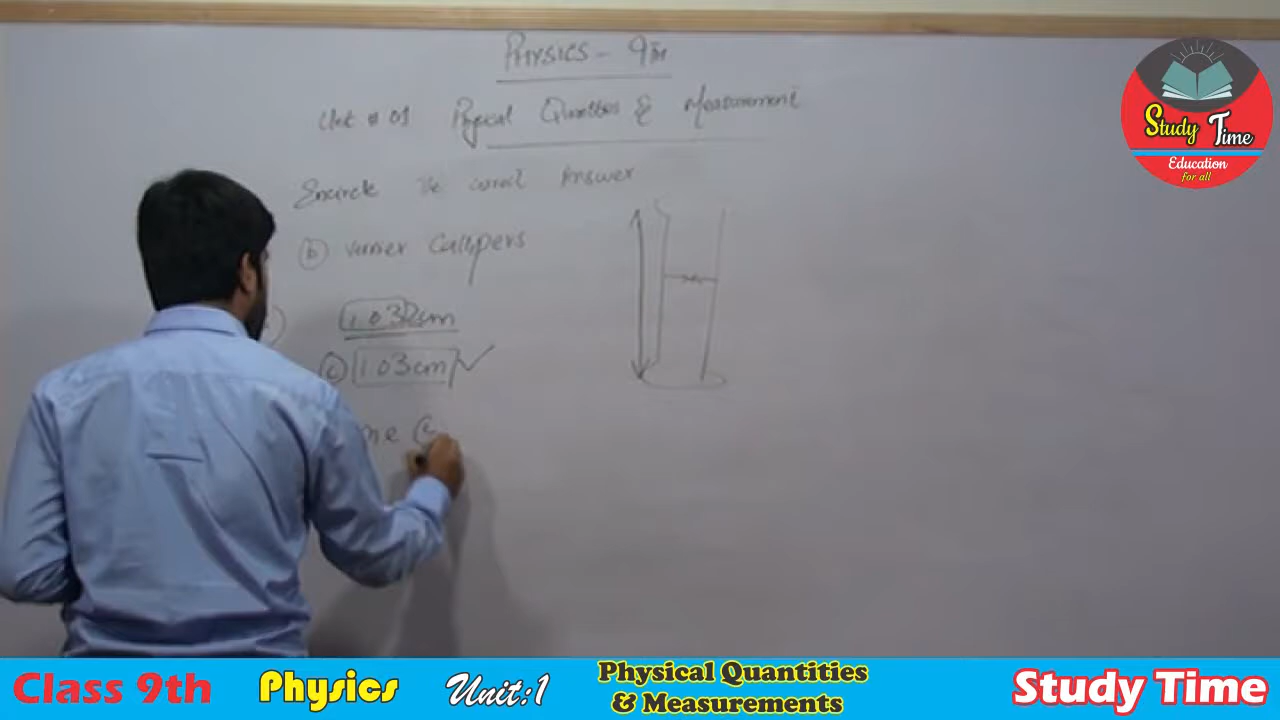 Physics - 9th
Unit # 01 Physical Quantities & Measurement
Encircle the correct Answer
(b) vernier Callipers
1.032cm
(c) 1.03cm
Study Time
Education
for all
Class 9th Physics Unit:1 Physical Quantities
& Measurements Study Time